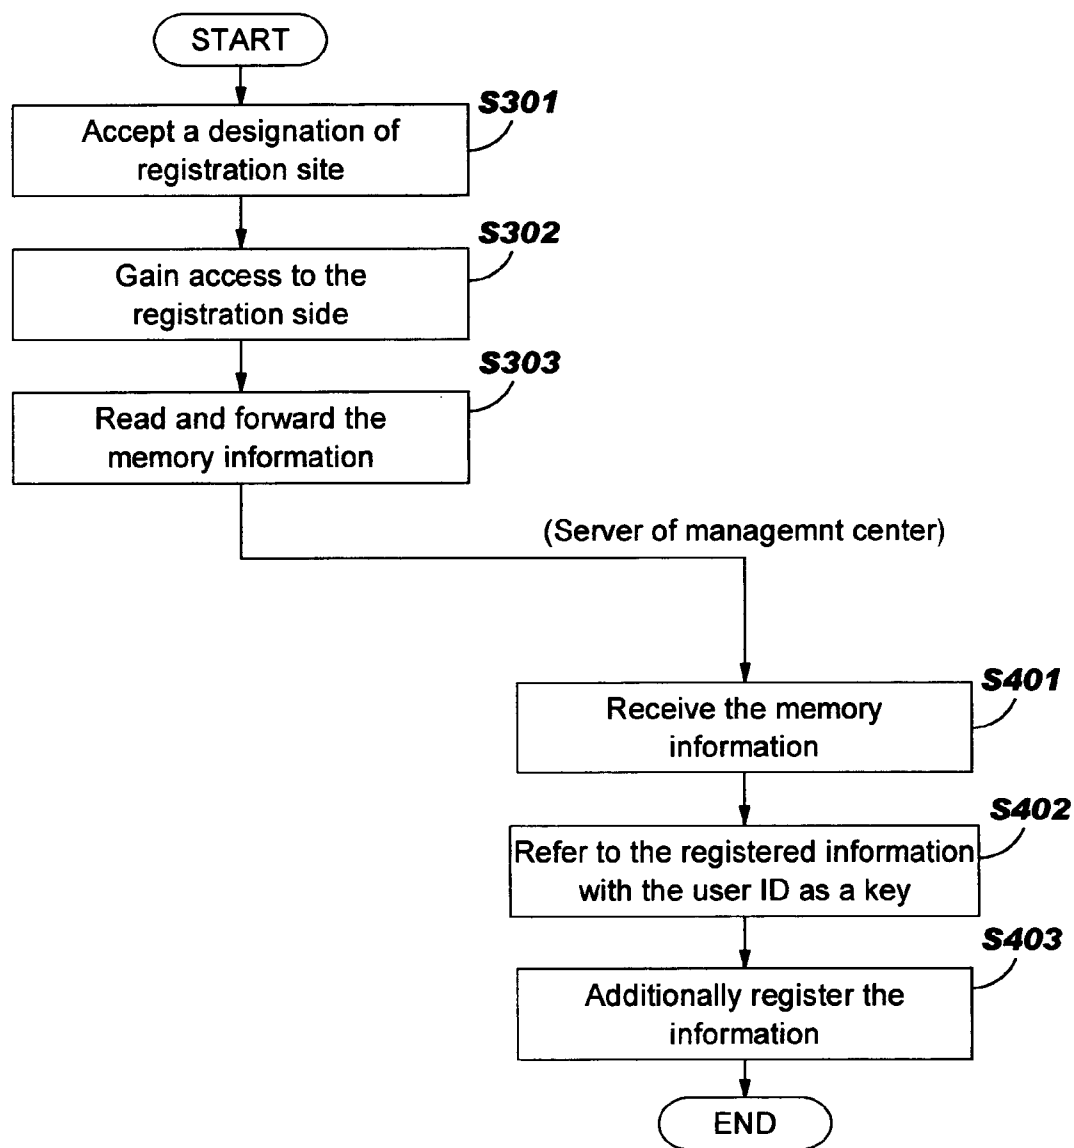 START
S301
Accept a designation of
registration site
S302
Gain access to the
registration side
S303
Read and forward the
memory information
(Server of managemnt center)
S401
Receive the memory
information
S402
Refer to the registered information
with the user ID as a key
S403
Additionally register the
information
END